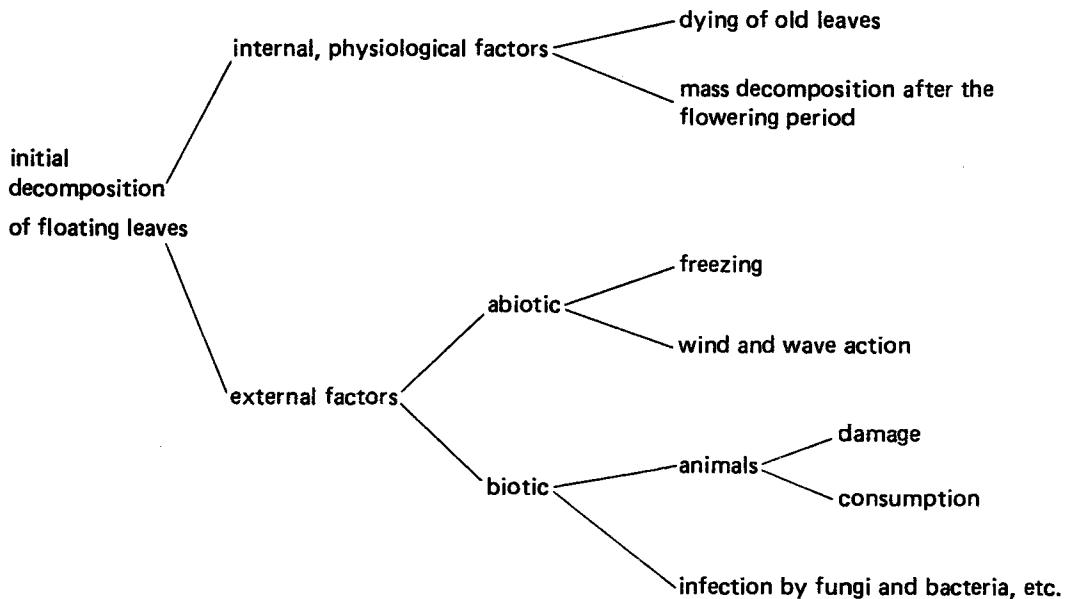 dying of old leaves
internal, physiological factors
mass decomposition after the
flowering period
initial
decomposition
of floating leaves
freezing
abiotic
wind and wave action
external factors
damage
animals
biotic
consumption
infection by fungi and bacteria, etc.